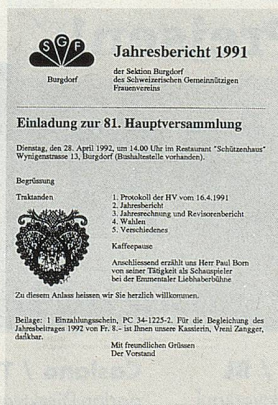 SGF
Burgdorf
Jahresbericht 1991
der Sektion Burgdorf
des Schweizerischen Gemeinnützigen
Frauenvereins
Einladung zur 81. Hauptversammlung
Dienstag, den 28. April 1992, um 14.00 Uhr im Restaurant "Schützenhaus"
Wynigenstrasse 13, Burgdorf (Bushaltestelle vorhanden).
Begrüssung
Traktanden
1. Protokoll der HV vom 16.4.1991
2. Jahresbericht
3. Jahresrechnung und Revisorenbericht
4. Wahlen
5. Verschiedenes
Kaffeepause
Anschliessend erzählt uns Herr Paul Born
von seiner Tätigkeit als Schauspieler
bei der Emmentaler Liebhaberbühne
Zu diesem Anlass heissen wir Sie herzlich willkommen.
Beilage: 1 Einzahlungsschein, PC 34-1225-2. Für die Begleichung des
Jahresbeitrages 1992 von Fr. 8.- ist Ihnen unsere Kassierin, Vreni Zangger,
dankbar.
Mit freundlichen Grüssen
Der Vorstand